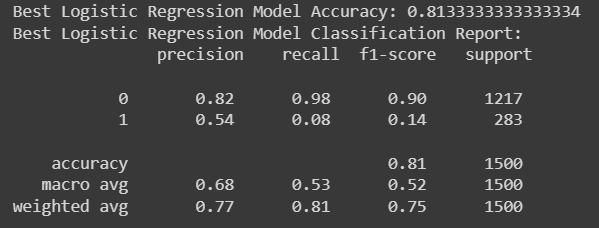 Best Logistic Regression Model Accuracy: 0.8133333333333334
Best Logistic Regression Model Classification Report:
precision recall f1-score support
0 0.82 0.98 0.90 1217
1 0.54 0.08 0.14 283
accuracy 0.81 1500
macro avg 0.68 0.53 0.52 1500
weighted avg 0.77 0.81 0.75 1500